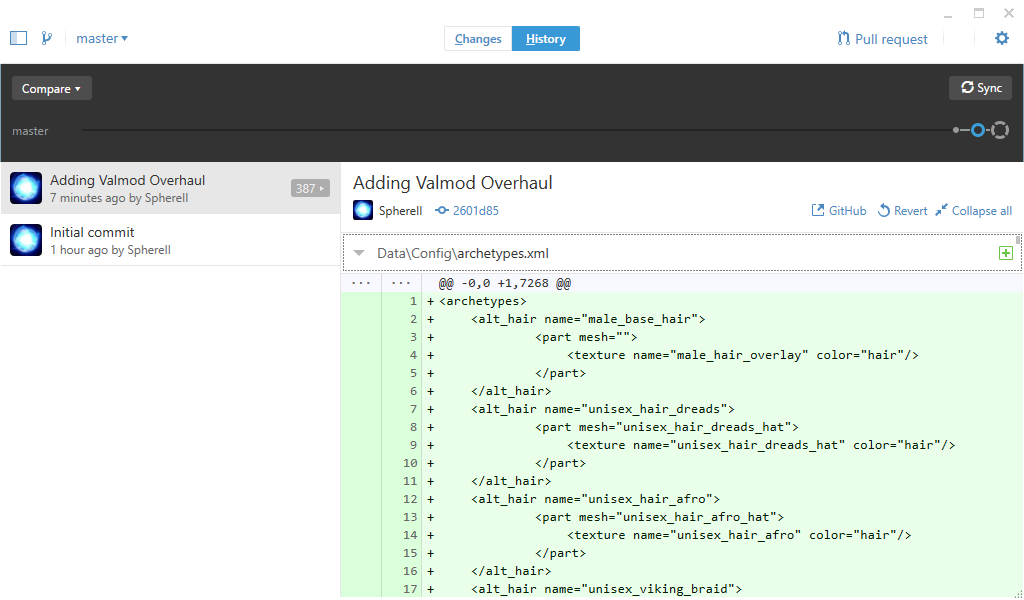 master ▾
Changes
History
Pull request
Compare ▾
Sync
master
Adding Valmod Overhaul
7 minutes ago by Spherell
387 ▸
Initial commit
1 hour ago by Spherell
Adding Valmod Overhaul
Spherell
2601d85
GitHub
Revert
Collapse all
Data\Config\archetypes.xml
··· ··· @@ -0,0 +1,7268 @@
1 +<archetypes>
2 + <alt_hair name="male_base_hair">
3 + <part mesh="">
4 + <texture name="male_hair_overlay" color="hair"/>
5 + </part>
6 + </alt_hair>
7 + <alt_hair name="unisex_hair_dreads">
8 + <part mesh="unisex_hair_dreads_hat">
9 + <texture name="unisex_hair_dreads_hat" color="hair"/>
10 + </part>
11 + </alt_hair>
12 + <alt_hair name="unisex_hair_afro">
13 + <part mesh="unisex_hair_afro_hat">
14 + <texture name="unisex_hair_afro" color="hair"/>
15 + </part>
16 + </alt_hair>
17 + <alt_hair name="unisex_viking_braid">